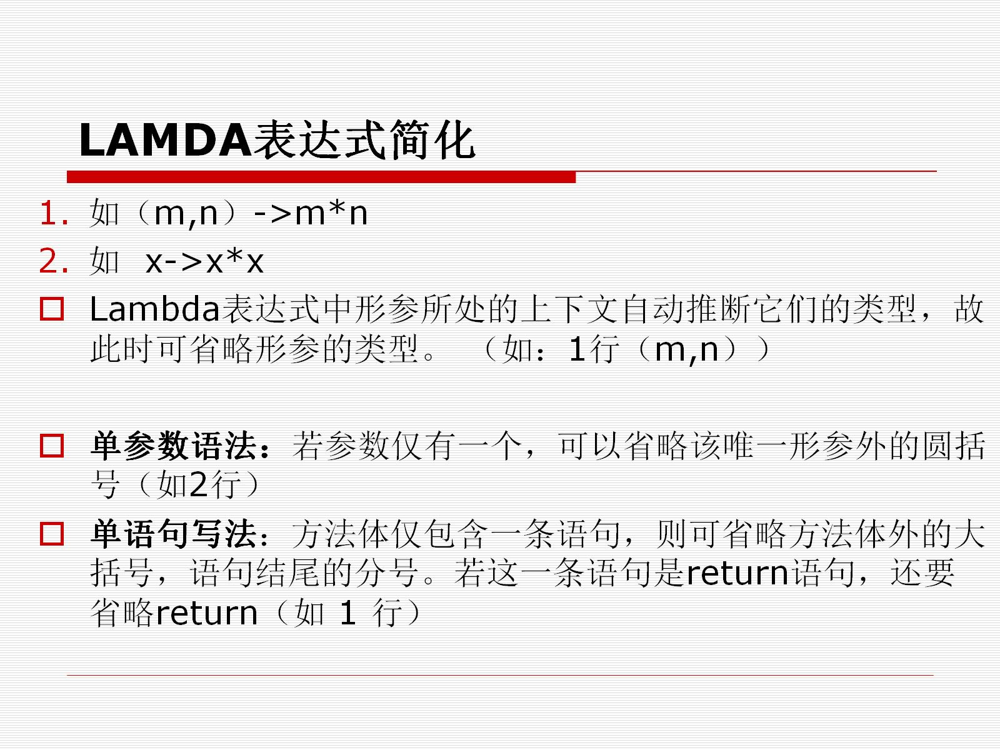 LAMDA表达式简化
1. 如（m,n）->m*n
2. 如 x->x*x
Lambda表达式中形参所处的上下文自动推断它们的类型，故
此时可省略形参的类型。 （如：1行（m,n））
单参数语法：若参数仅有一个，可以省略该唯一形参外的圆括
号（如2行）
单语句写法：方法体仅包含一条语句，则可省略方法体外的大
括号，语句结尾的分号。若这一条语句是return语句，还要
省略return（如 1 行）